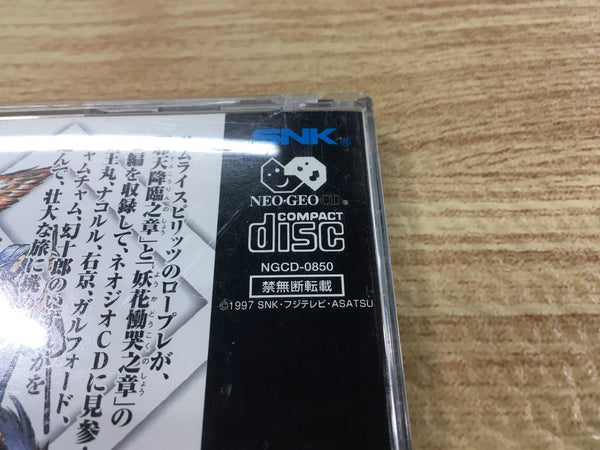 ムライスピリッツのロープレが、
天降臨之章」と「妖花慟哭之章」の
編を収録して、ネオジオCDに見参。
王丸、ナコルル、右京、ガルフォード、
ャムチャム、幻十郎の
んで、壮大な旅に
SNK®
NEO·GEO CD®
COMPACT
disc
NGCD-0850
禁無断転載
©1997 SNK・フジテレビ・ASATSU